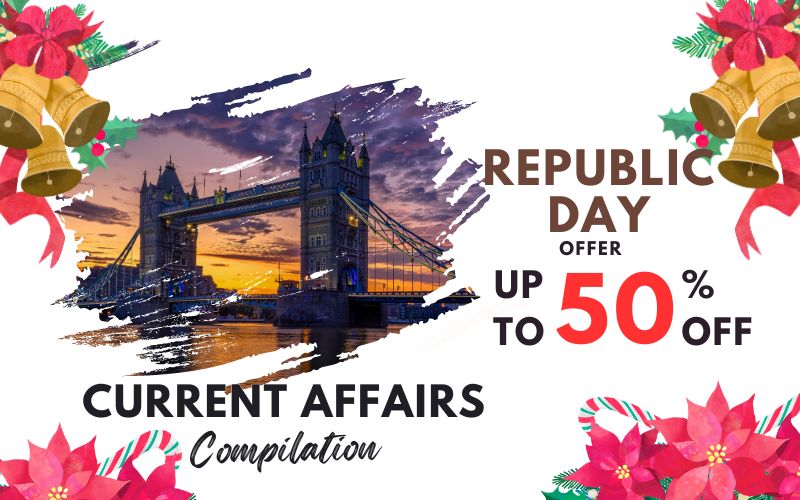 REPUBLIC
DAY
OFFER
UP TO 50% OFF
CURRENT AFFAIRS
Compilation